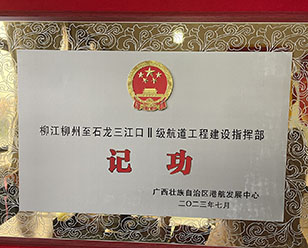 柳江柳州至石龙三江口Ⅱ级航道工程建设指挥部
记功
广西壮族自治区港航发展中心
二〇二三年七月